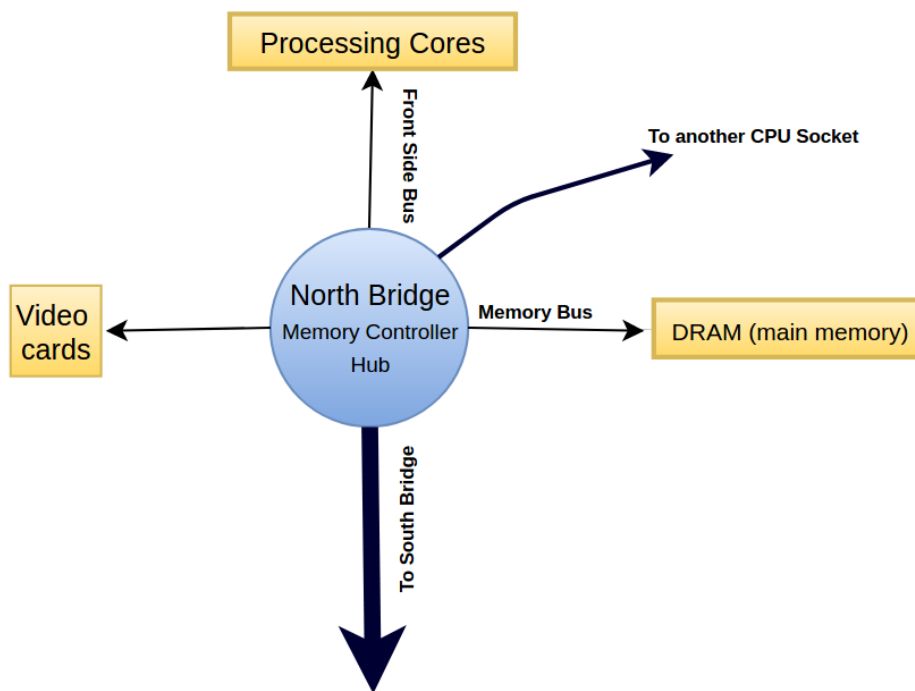 Processing Cores
Front Side Bus
To another CPU Socket
North Bridge
Memory Controller
Hub
Memory Bus
Video
cards
DRAM (main memory)
To South Bridge